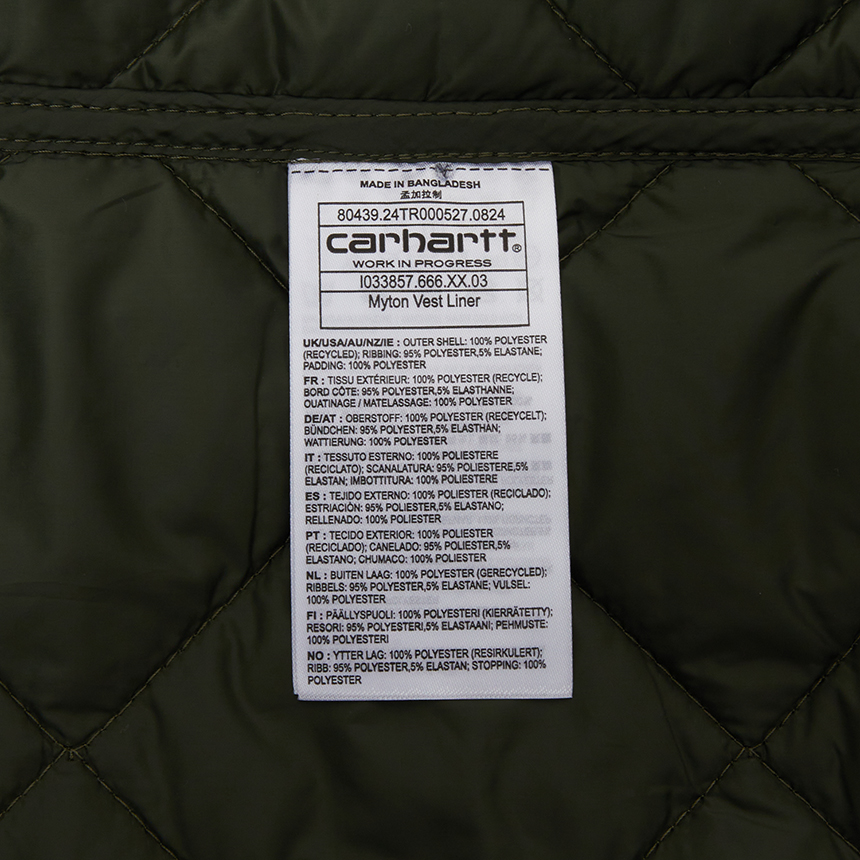 MADE IN BANGLADESH
孟加拉制
80439.24TR000527.0824
carhartt®
WORK IN PROGRESS
I033857.666.XX.03
Myton Vest Liner
UK/USA/AU/NZ/IE : OUTER SHELL: 100% POLYESTER
(RECYCLED); RIBBING: 95% POLYESTER,5% ELASTANE;
PADDING: 100% POLYESTER
FR : TISSU EXTÉRIEUR: 100% POLYESTER (RECYCLE);
BORD CÔTE: 95% POLYESTER,5% ELASTHANNE;
OUATINAGE / MATELASSAGE: 100% POLYESTER
DE/AT : OBERSTOFF: 100% POLYESTER (RECEYCELT);
BÜNDCHEN: 95% POLYESTER,5% ELASTHAN;
WATTIERUNG: 100% POLYESTER
IT : TESSUTO ESTERNO: 100% POLIESTERE
(RECICLATO); SCANALATURA: 95% POLIESTERE,5%
ELASTAN; IMBOTTITURA: 100% POLIESTERE
ES : TEJIDO EXTERNO: 100% POLIESTER (RECICLADO);
ESTRIACIÓN: 95% POLIESTER,5% ELASTANO;
RELLENADO: 100% POLIESTER
PT : TECIDO EXTERIOR: 100% POLIESTER
(RECICLADO); CANELADO: 95% POLIESTER,5%
ELASTANO; CHUMACO: 100% POLIESTER
NL : BUITEN LAAG: 100% POLYESTER (GERECYCLED);
RIBBELS: 95% POLYESTER,5% ELASTANE; VULSEL:
100% POLYESTER
FI : PÄÄLLYSPUOLI: 100% POLYESTERI (KIERRÄTETTY);
RESORI: 95% POLYESTERI,5% ELASTAANI; PEHMUSTE:
100% POLYESTERI
NO : YTTER LAG: 100% POLYESTER (RESIRKULERT);
RIBB: 95% POLYESTER,5% ELASTAN; STOPPING: 100%
POLYESTER